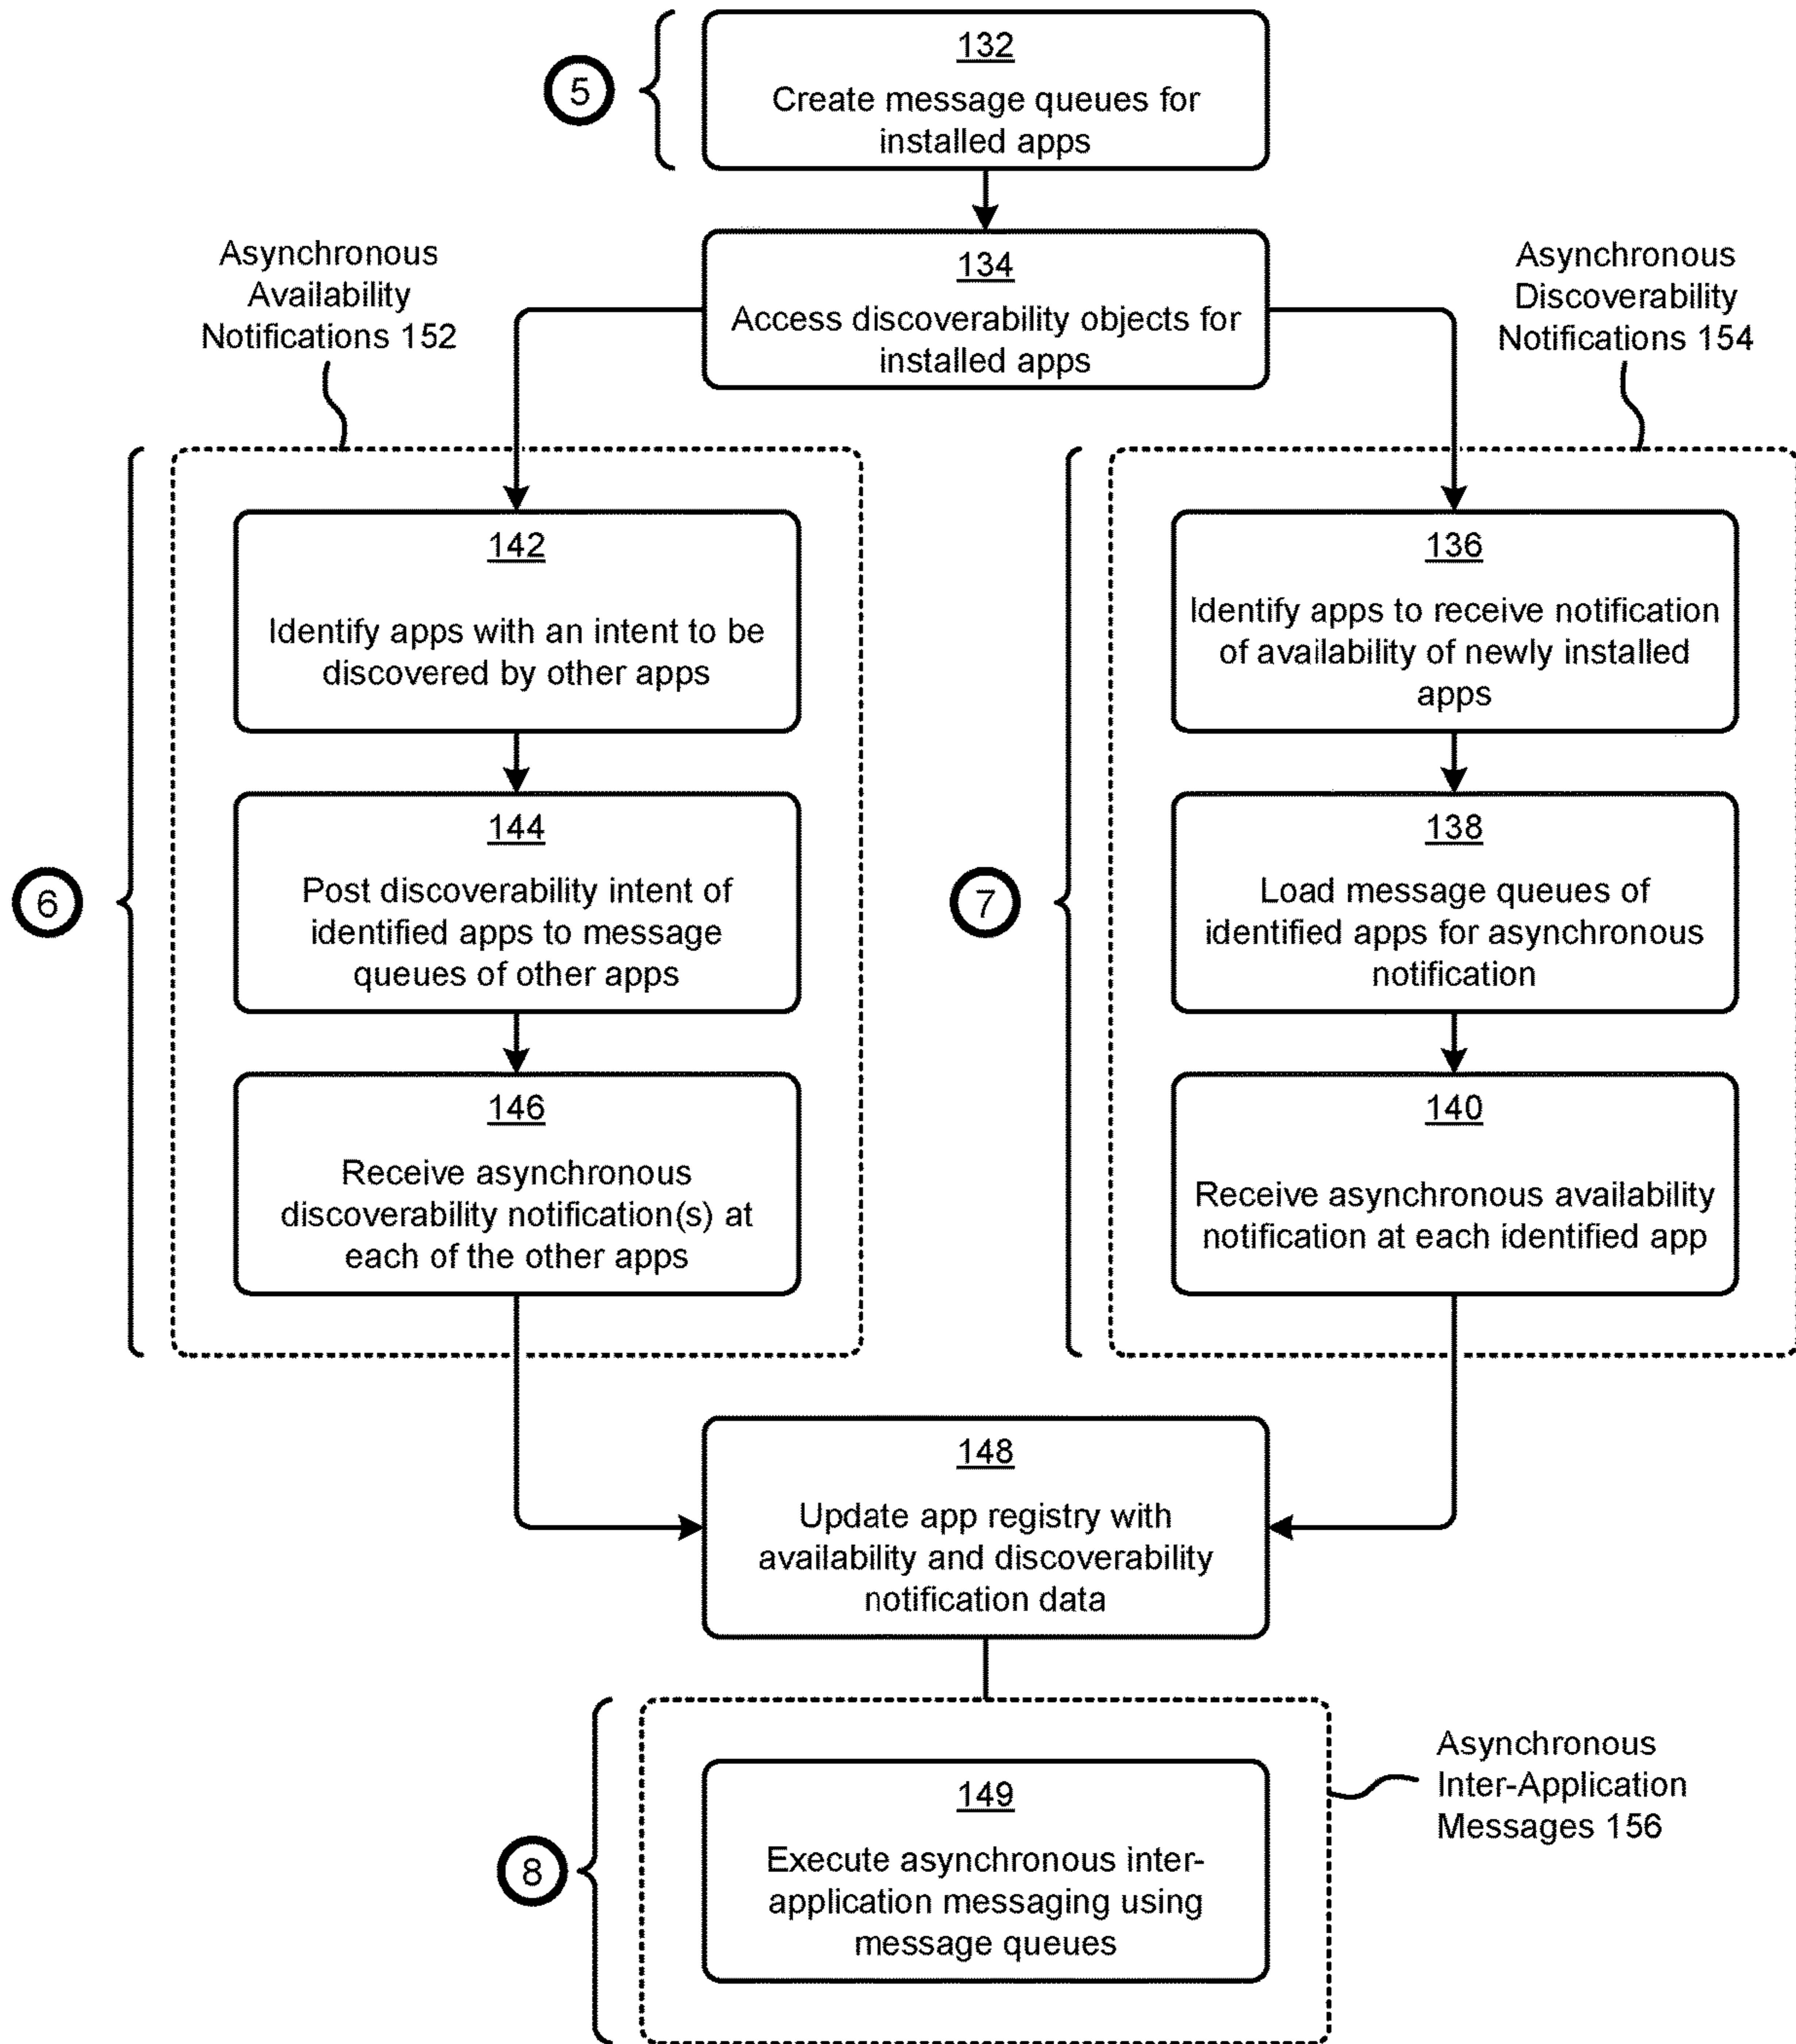 5
132
Create message queues for
installed apps
Asynchronous
Availability
Notifications 152
134
Access discoverability objects for
installed apps
Asynchronous
Discoverability
Notifications 154
6
142
Identify apps with an intent to be
discovered by other apps
144
Post discoverability intent of
identified apps to message
queues of other apps
146
Receive asynchronous
discoverability notification(s) at
each of the other apps
7
136
Identify apps to receive notification
of availability of newly installed
apps
138
Load message queues of
identified apps for asynchronous
notification
140
Receive asynchronous availability
notification at each identified app
148
Update app registry with
availability and discoverability
notification data
8
149
Execute asynchronous inter-
application messaging using
message queues
Asynchronous
Inter-Application
Messages 156